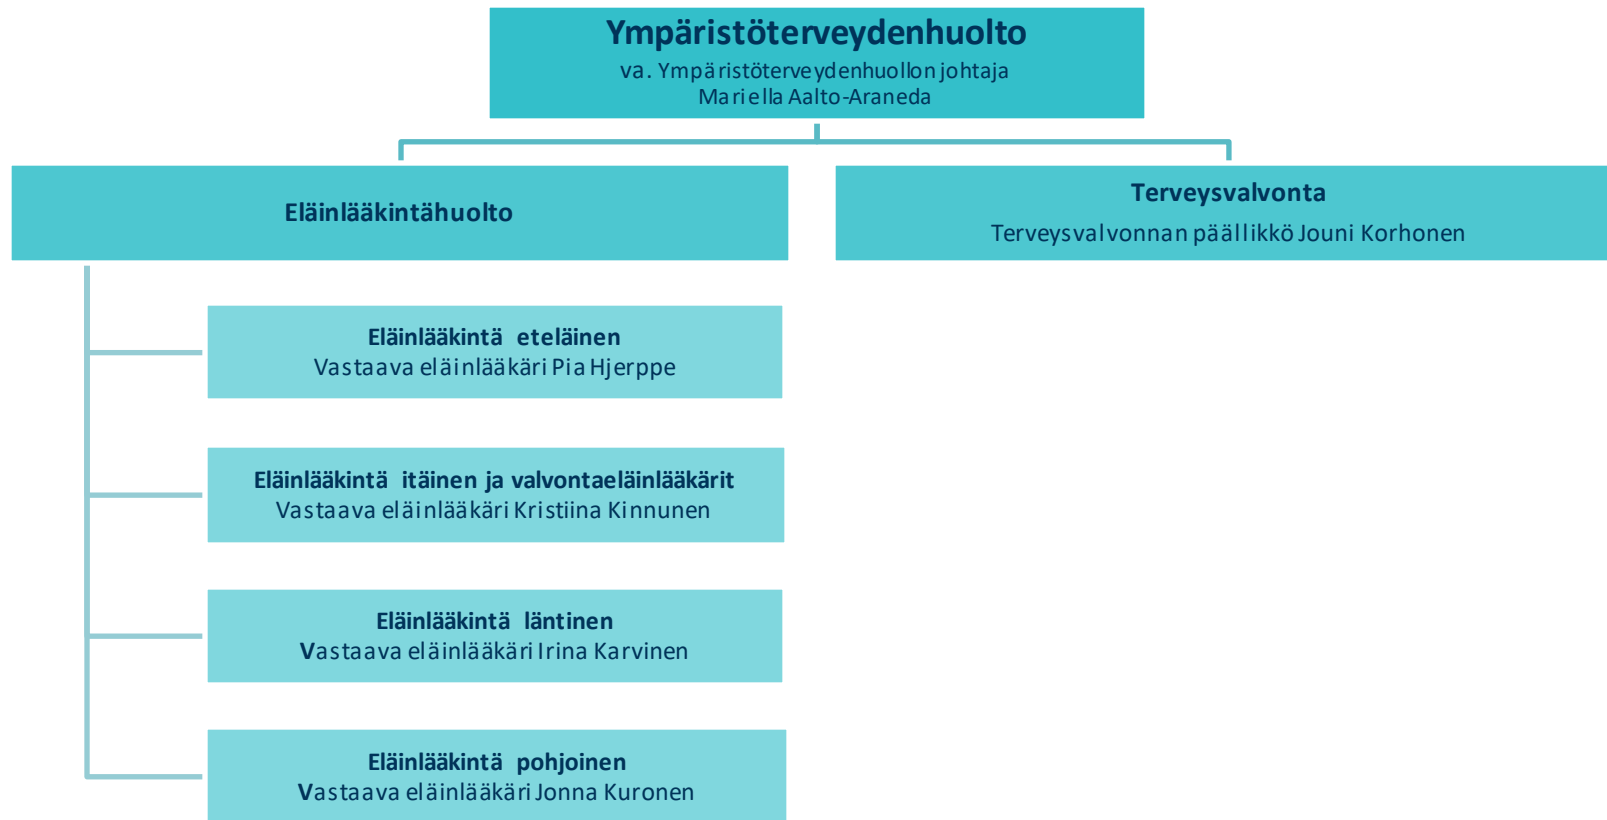 Ympäristöterveydenhuolto
va. Ympäristöterveydenhuollon johtaja
Mariella Aalto-Araneda
Eläinlääkintähuolto
Terveysvalvonta
Terveysvalvonnan päällikkö Jouni Korhonen
Eläinlääkintä eteläinen
Vastaava eläinlääkäri Pia Hjerppe
Eläinlääkintä itäinen ja valvontaeläinlääkärit
Vastaava eläinlääkäri Kristiina Kinnunen
Eläinlääkintä läntinen
Vastaava eläinlääkäri Irina Karvinen
Eläinlääkintä pohjoinen
Vastaava eläinlääkäri Jonna Kuronen